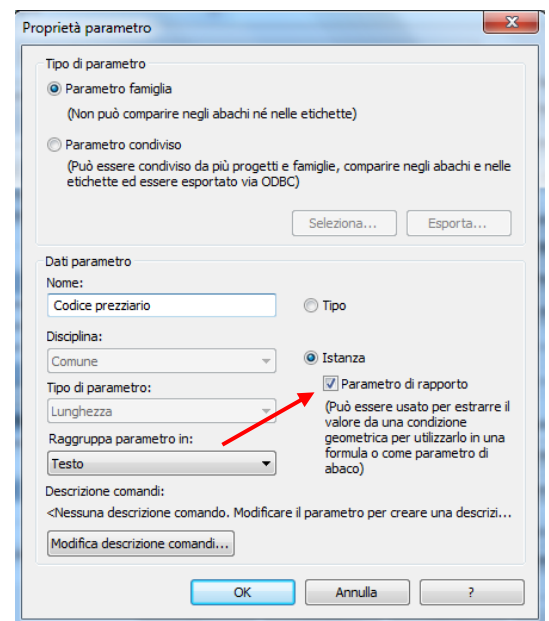 Proprietà parametro
Tipo di parametro
Parametro famiglia
(Non può comparire negli abachi né nelle etichette)
Parametro condiviso
(Può essere condiviso da più progetti e famiglie, comparire negli abachi e nelle
etichette ed essere esportato via ODBC)
Seleziona...
Esporta...
Dati parametro
Nome:
Codice prezziario
Tipo
Disciplina:
Comune
Istanza
Tipo di parametro:
Parametro di rapporto
Lunghezza
(Può essere usato per estrarre il
valore da una condizione
geometrica per utilizzarlo in una
formula o come parametro di
abaco)
Raggruppa parametro in:
Testo
Descrizione comandi:
<Nessuna descrizione comando. Modificare il parametro per creare una descrizi...
Modifica descrizione comandi...
OK
Annulla
?